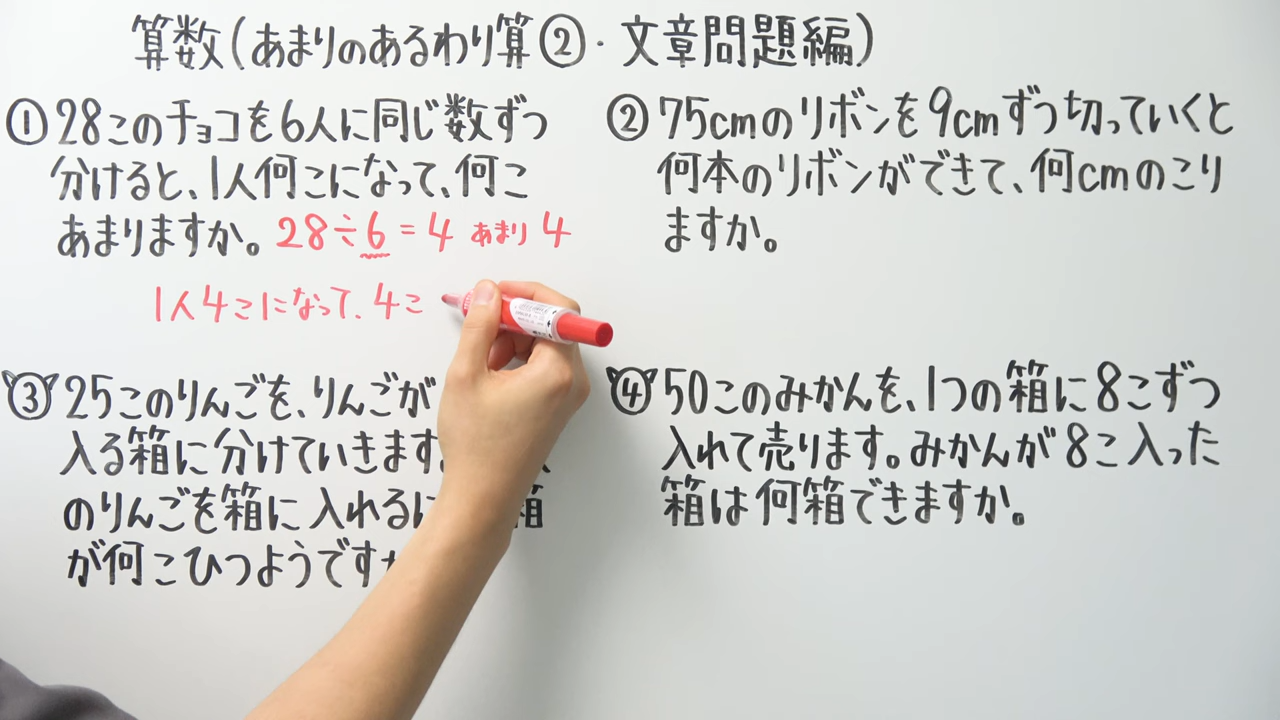 算数(あまりのあるわり算②・文章問題編)
①28このチョコを6人に同じ数ずつ
分けると、1人何こになって、何こ
あまりますか。28÷6=4 あまり 4
1人4こになって、4こ
②75cmのリボンを9cmずつ切っていくと
何本のリボンができて、何cmのこり
ますか。
③25このりんごを、りんごが
入る箱に分けていきます
のりんごを箱に入れるに 箱
が何こひつようですか
④50このみかんを、1つの箱に8こずつ
入れて売ります。みかんが8こ入った
箱は何箱できますか。